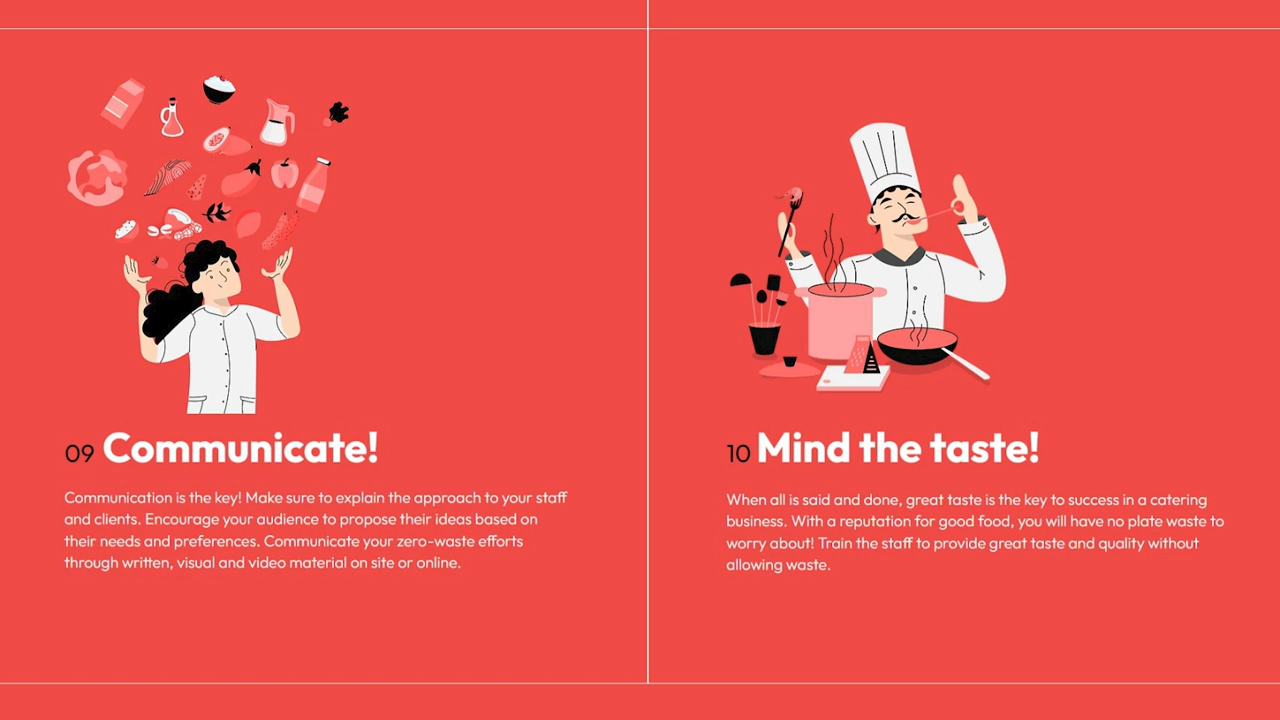 09 Communicate!
Communication is the key! Make sure to explain the approach to your staff
and clients. Encourage your audience to propose their ideas based on
their needs and preferences. Communicate your zero-waste efforts
through written, visual and video material on site or online.
10 Mind the taste!
When all is said and done, great taste is the key to success in a catering
business. With a reputation for good food, you will have no plate waste to
worry about! Train the staff to provide great taste and quality without
allowing waste.